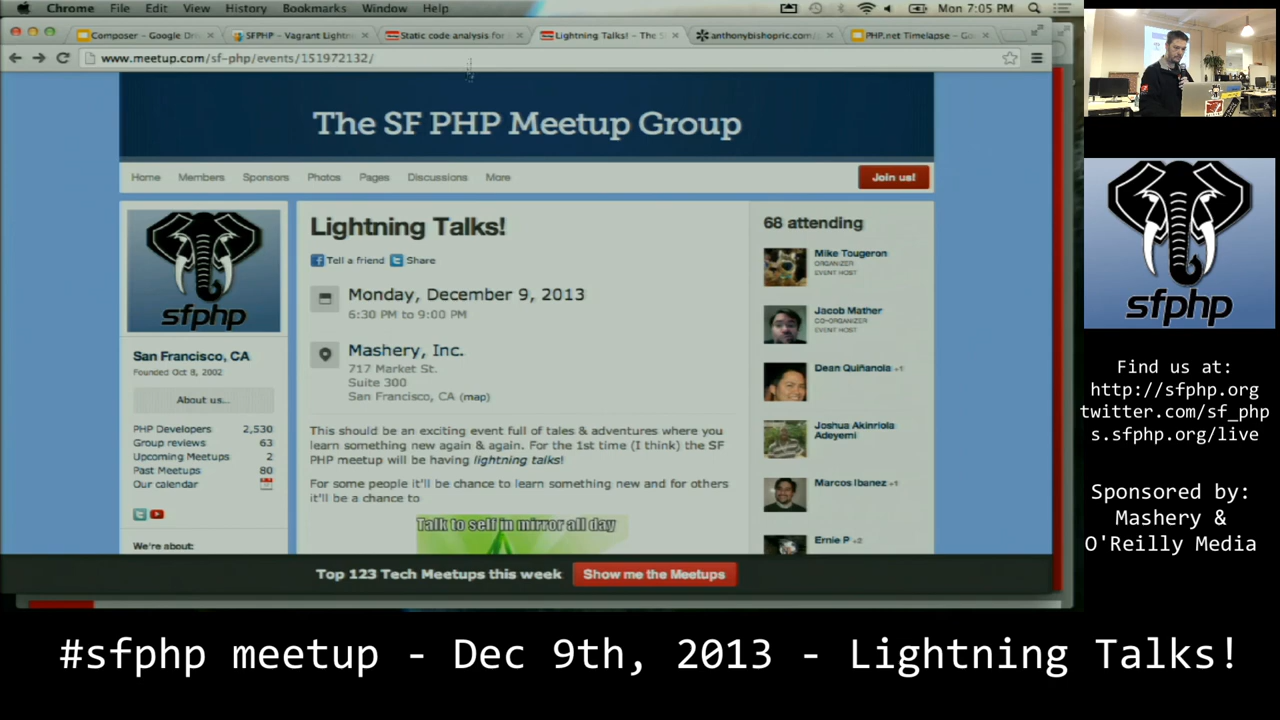 Chrome File Edit View History Bookmarks Window Help Mon 7:05 PM
Composer - Google Dri SFPHP - Vagrant Lightn Static code analysis for Lightning Talks! - The S anthonybishopric.com/ PHP.net Timelapse - Go
www.meetup.com/sf-php/events/151972132/
The SF PHP Meetup Group
Home Members Sponsors Photos Pages Discussions More Join us!
sfphp
San Francisco, CA
Founded Oct 8, 2002
About us...
PHP Developers 2,530
Group reviews 63
Upcoming Meetups 2
Past Meetups 80
Our calendar
We're about:
Lightning Talks!
Tell a friend Share
Monday, December 9, 2013
6:30 PM to 9:00 PM
Mashery, Inc.
717 Market St.
Suite 300
San Francisco, CA (map)
This should be an exciting event full of tales & adventures where you
learn something new again & again. For the 1st time (I think) the SF
PHP meetup will be having lightning talks!
For some people it'll be chance to learn something new and for others
it'll be a chance to
Talk to self in mirror all day
68 attending
Mike Tougeron
ORGANIZER
EVENT HOST
Jacob Mather
CO-ORGANIZER
EVENT HOST
Dean Quiñanola +1
Joshua Akinriola
Adeyemi
Marcos Ibanez +1
Ernie P +2
Top 123 Tech Meetups this week Show me the Meetups
sfphp
Find us at:
http://sfphp.org
twitter.com/sf_php
s.sfphp.org/live
Sponsored by:
Mashery &
O'Reilly Media
#sfphp meetup - Dec 9th, 2013 - Lightning Talks!